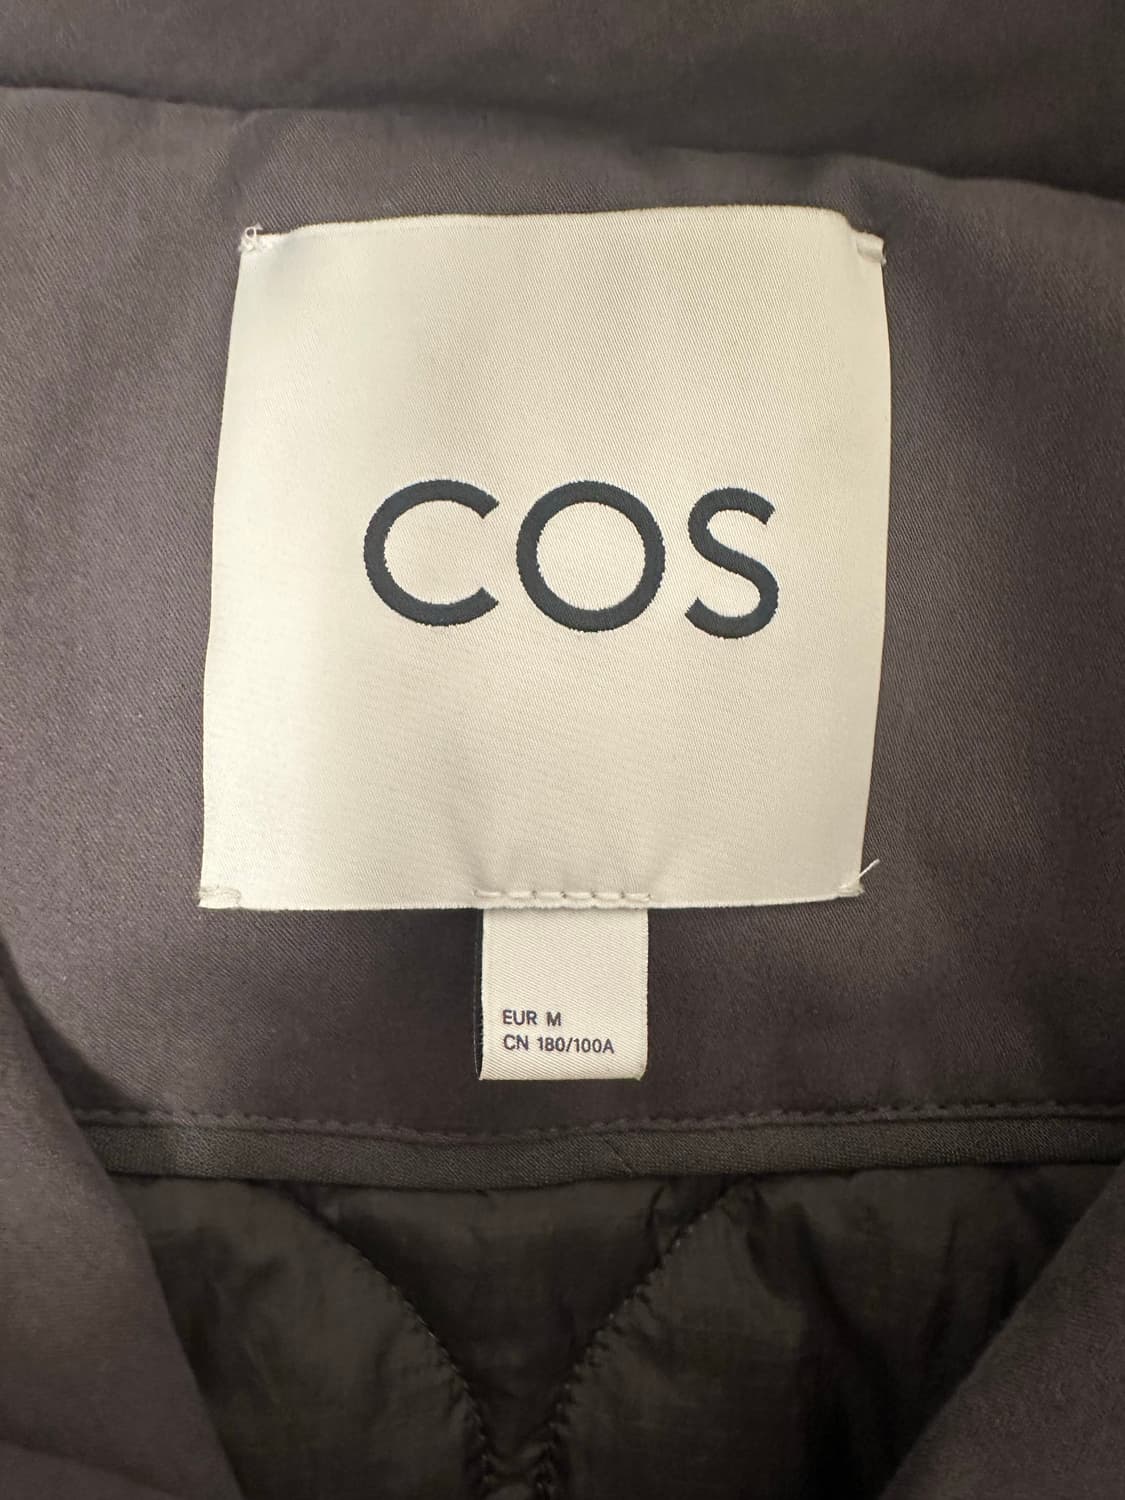 COS
EUR M
CN 180/100A